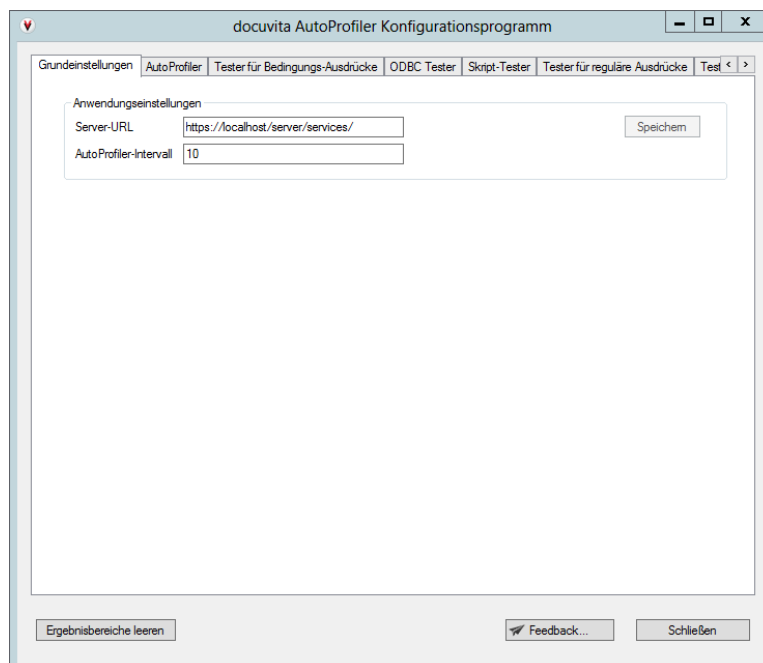 docuvita AutoProfiler Konfigurationsprogramm
Grundeinstellungen AutoProfiler Tester für Bedingungs-Ausdrücke ODBC Tester Skript-Tester Tester für reguläre Ausdrücke Test
Anwendungseinstellungen
Server-URL https://localhost/server/services/ Speichern
AutoProfiler-Intervall 10
Ergebnisbereiche leeren Feedback... Schließen